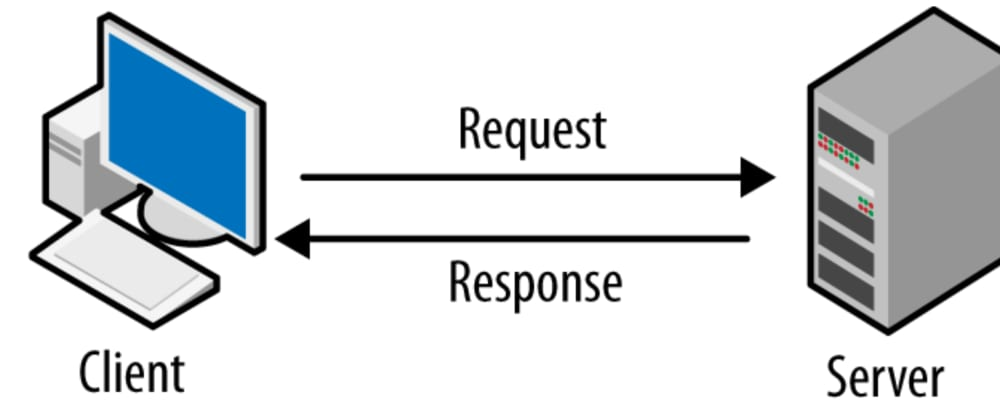 Request
Response
Client
Server